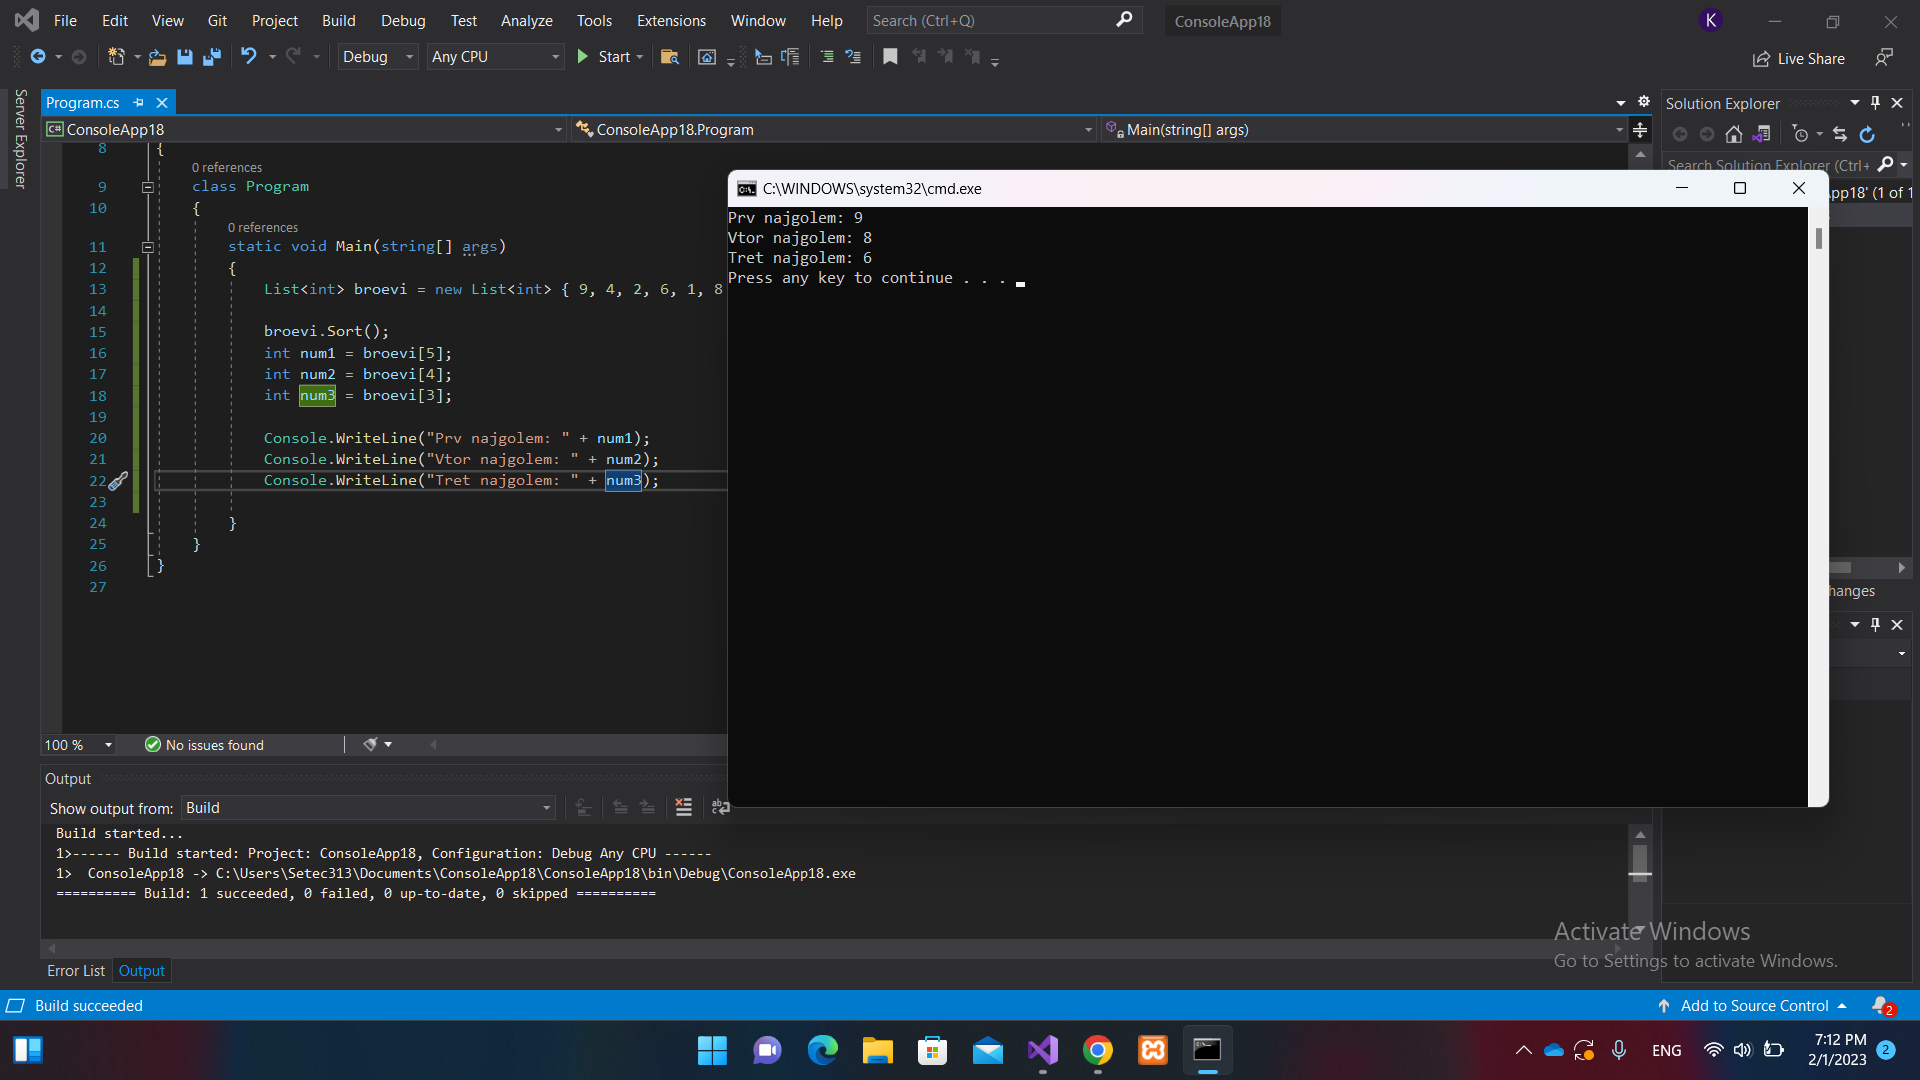 File Edit View Git Project Build Debug Test Analyze Tools Extensions Window Help Search (Ctrl+Q) ConsoleApp18 K
Debug Any CPU Start Live Share
Server Explorer
Program.cs
ConsoleApp18 ConsoleApp18.Program Main(string[] args)
Solution Explorer
Search Solution Explorer (Ctrl+
App18' (1 of 1
8 {
0 references
9 class Program
10 {
0 references
11 static void Main(string[] args)
12 {
13 List<int> broevi = new List<int> { 9, 4, 2, 6, 1, 8
14
15 broevi.Sort();
16 int num1 = broevi[5];
17 int num2 = broevi[4];
18 int num3 = broevi[3];
19
20 Console.WriteLine("Prv najgolem: " + num1);
21 Console.WriteLine("Vtor najgolem: " + num2);
22 Console.WriteLine("Tret najgolem: " + num3);
23
24 }
25 }
26 }
27
C:\WINDOWS\system32\cmd.exe
Prv najgolem: 9
Vtor najgolem: 8
Tret najgolem: 6
Press any key to continue . . .
hanges
100 % No issues found
Output
Show output from: Build
Build started...
1>------ Build started: Project: ConsoleApp18, Configuration: Debug Any CPU ------
1>  ConsoleApp18 -> C:\Users\Setec313\Documents\ConsoleApp18\ConsoleApp18\bin\Debug\ConsoleApp18.exe
========== Build: 1 succeeded, 0 failed, 0 up-to-date, 0 skipped ==========
Activate Windows
Go to Settings to activate Windows.
Error List Output
Build succeeded Add to Source Control 2
ENG 7:12 PM 2
2/1/2023